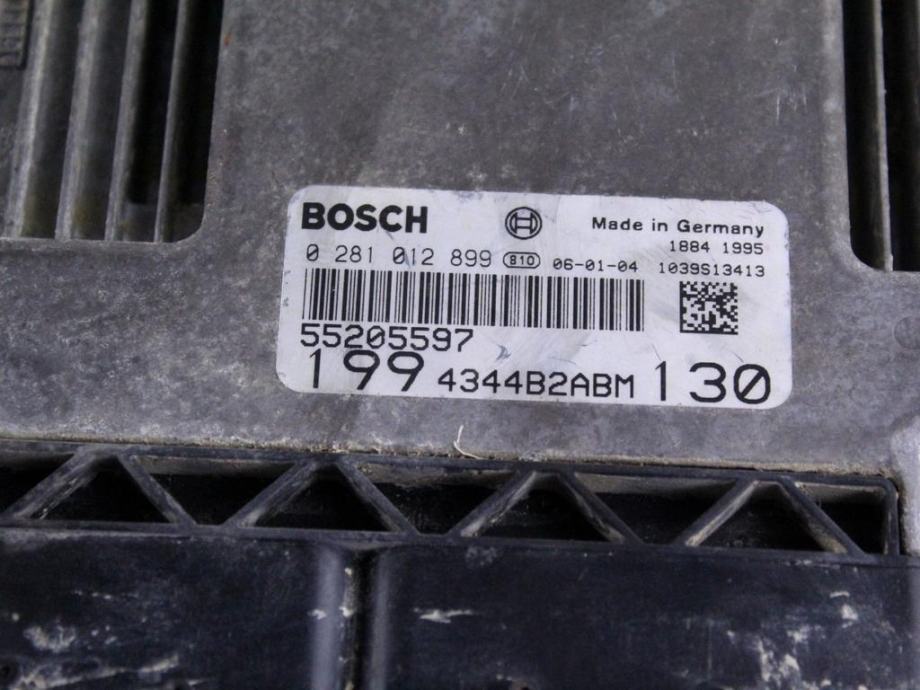 BOSCH Made in Germany
1884 1995
0 281 012 899 810 06-01-04 1039S13413
55205597
199 4344B2ABM 130